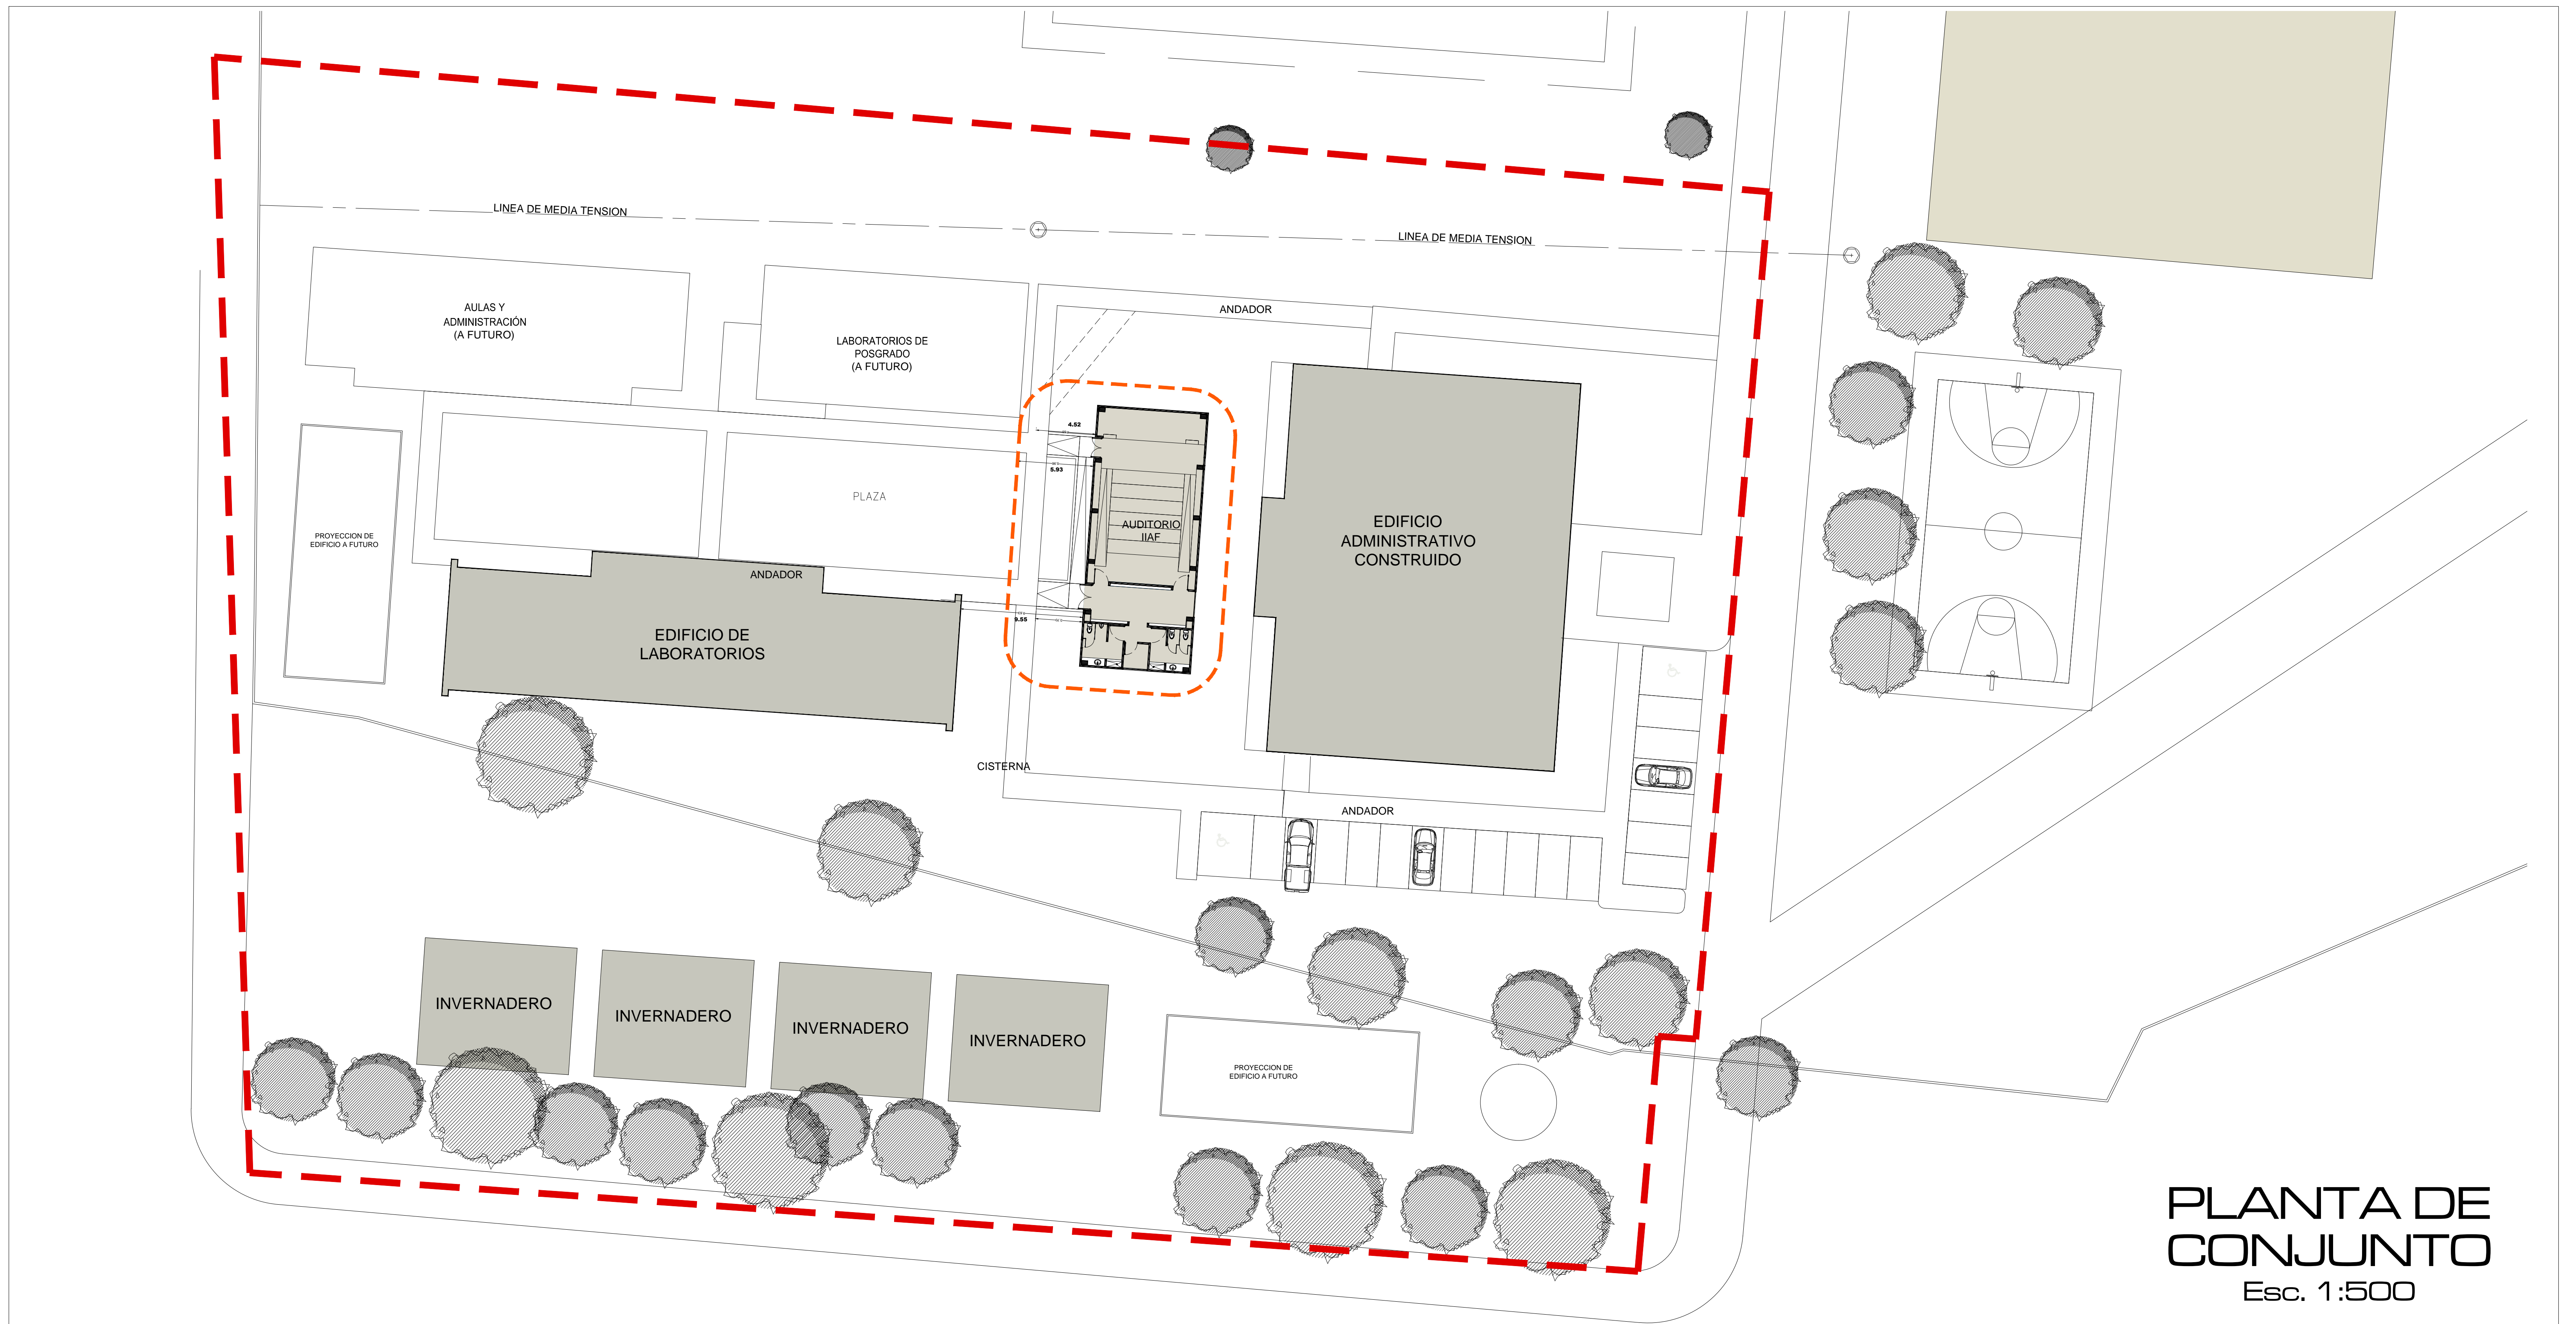 LINEA DE MEDIA TENSION
LINEA DE MEDIA TENSION
AULAS Y
ADMINISTRACIÓN
(A FUTURO)
LABORATORIOS DE
POSGRADO
(A FUTURO)
ANDADOR
4.52
5.93
PLAZA
AUDITORIO
IIAF
EDIFICIO
ADMINISTRATIVO
CONSTRUIDO
PROYECCION DE
EDIFICIO A FUTURO
ANDADOR
9.55
EDIFICIO DE
LABORATORIOS
CISTERNA
ANDADOR
INVERNADERO
INVERNADERO
INVERNADERO
INVERNADERO
PROYECCION DE
EDIFICIO A FUTURO
PLANTA DE
CONJUNTO
Esc. 1:500